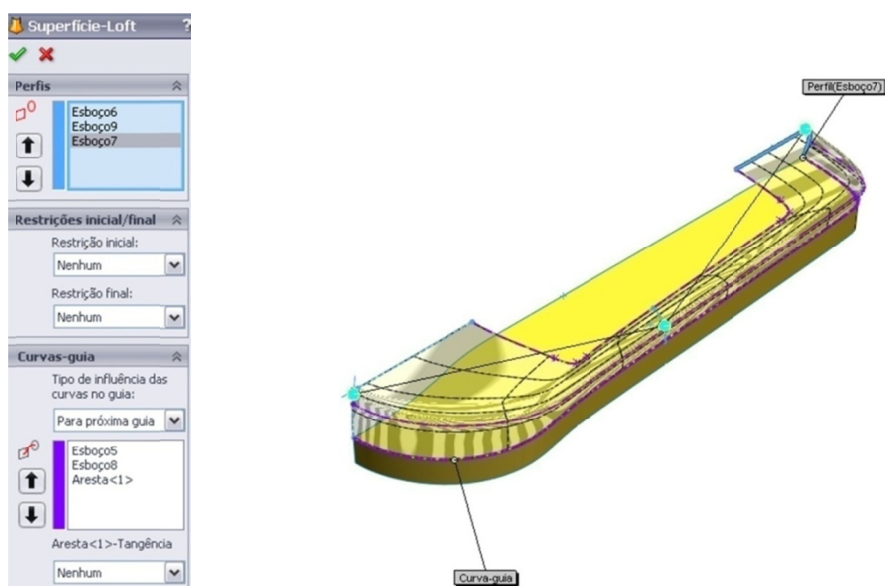 Superfície-Loft ?
Perfis
Esboço6
Esboço9
Esboço7
Restrições inicial/final
Restrição inicial:
Nenhum
Restrição final:
Nenhum
Curvas-guia
Tipo de influência das
curvas no guia:
Para próxima guia
Esboço5
Esboço8
Aresta<1>
Aresta<1>-Tangência
Nenhum
Perfil(Esboço7)
Curva-guia